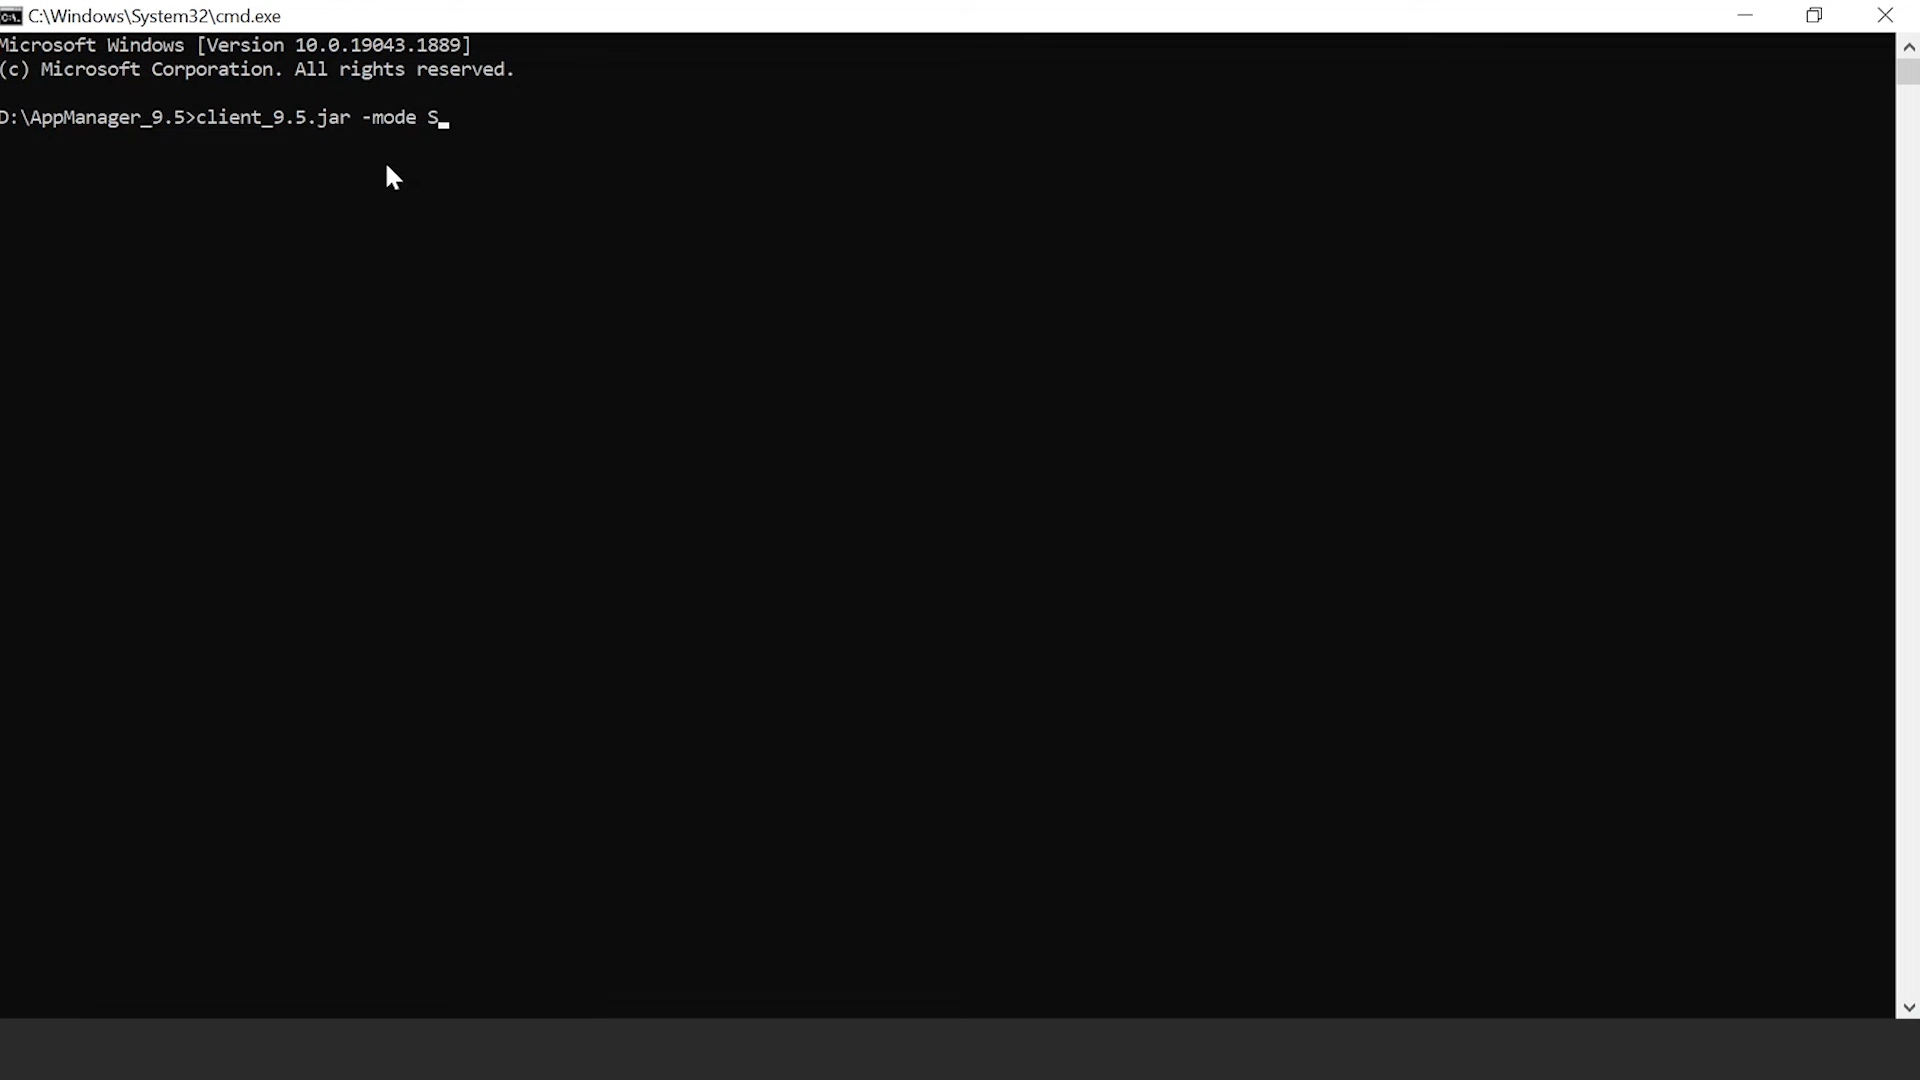 C:\Windows\System32\cmd.exe
Microsoft Windows [Version 10.0.19043.1889]
(c) Microsoft Corporation. All rights reserved.
D:\AppManager_9.5>client_9.5.jar -mode S